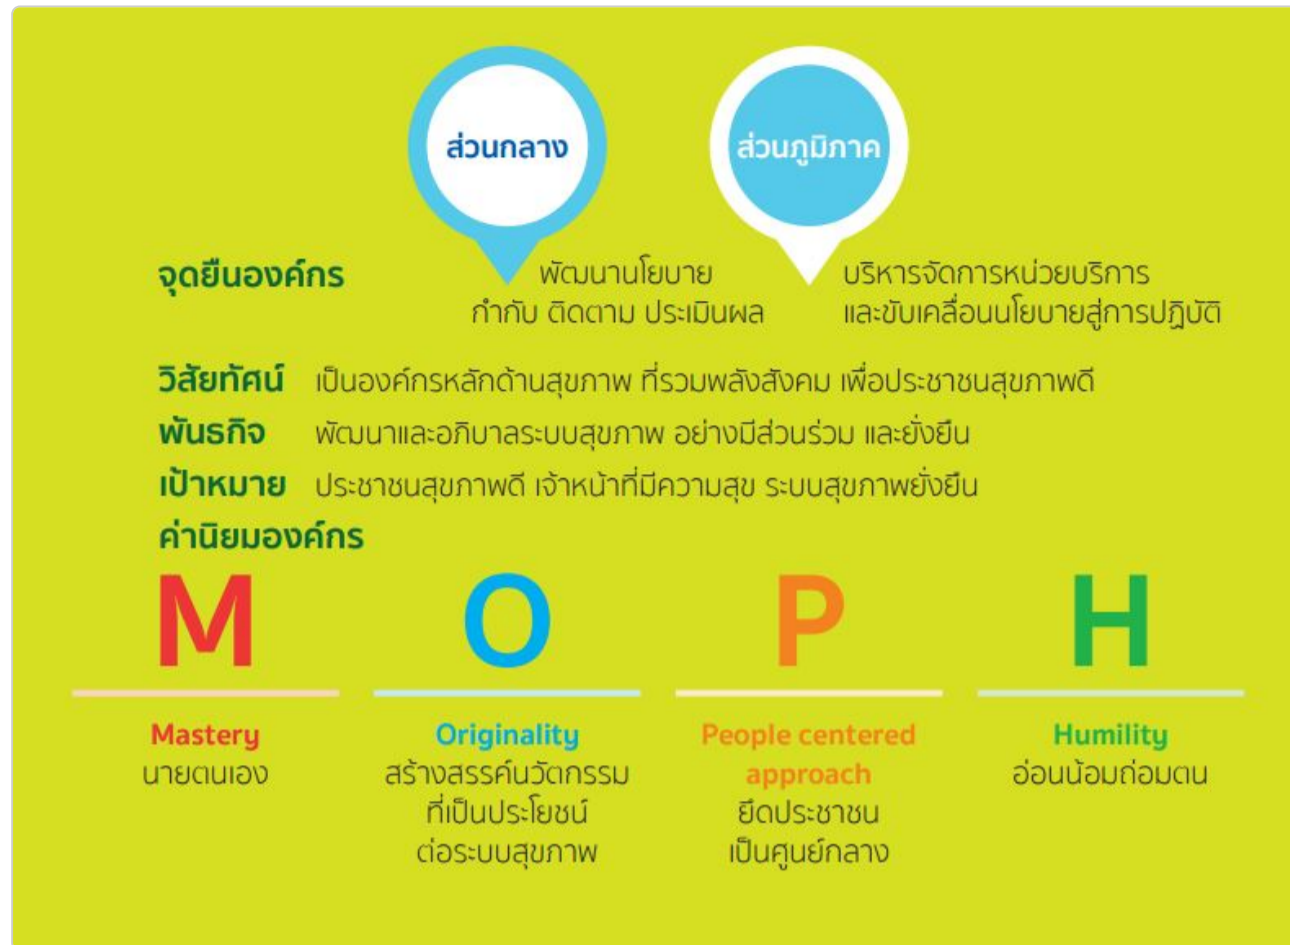 ส่วนกลาง
ส่วนภูมิภาค
จุดยืนองค์กร
พัฒนานโยบาย
กำกับ ติดตาม ประเมินผล
บริหารจัดการหน่วยบริการ
และขับเคลื่อนนโยบายสู่การปฏิบัติ
วิสัยทัศน์ เป็นองค์กรหลักด้านสุขภาพ ที่รวมพลังสังคม เพื่อประชาชนสุขภาพดี
พันธกิจ พัฒนาและอภิบาลระบบสุขภาพ อย่างมีส่วนร่วม และยั่งยืน
เป้าหมาย ประชาชนสุขภาพดี เจ้าหน้าที่มีความสุข ระบบสุขภาพยั่งยืน
ค่านิยมองค์กร
M
Mastery
นายตนเอง
O
Originality
สร้างสรรค์นวัตกรรม
ที่เป็นประโยชน์
ต่อระบบสุขภาพ
P
People centered
approach
ยึดประชาชน
เป็นศูนย์กลาง
H
Humility
อ่อนน้อมถ่อมตน